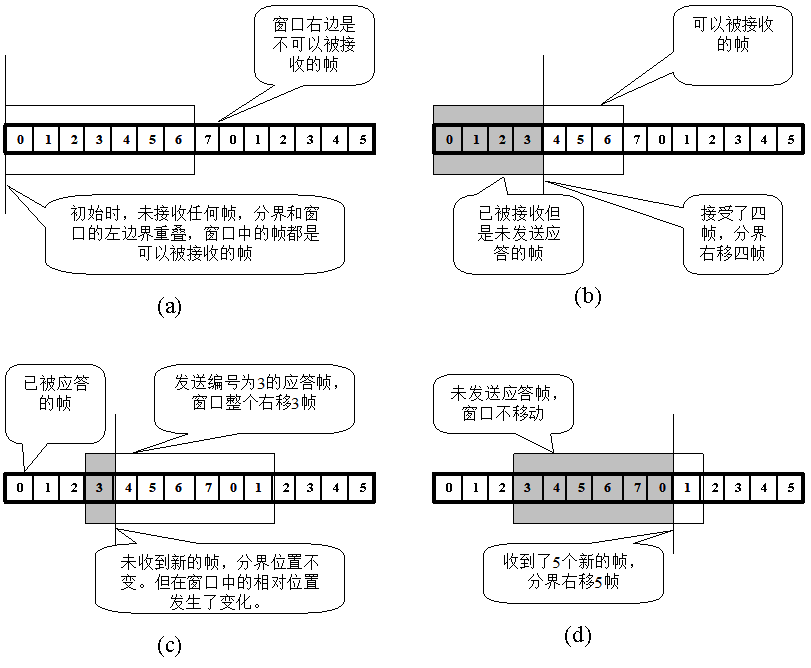 窗口右边是
不可以被接
收的帧
0 1 2 3 4 5 6 7 0 1 2 3 4 5
初始时，未接收任何帧，分界和窗
口的左边界重叠，窗口中的帧都是
可以被接收的帧
(a)
可以被接收
的帧
0 1 2 3 4 5 6 7 0 1 2 3 4 5
已被接收但
是未发送应
答的帧
接受了四
帧，分界
右移四帧
(b)
已被应答
的帧
发送编号为3的应答帧，
窗口整个右移3帧
0 1 2 3 4 5 6 7 0 1 2 3 4 5
未收到新的帧，分界位置不
变。但在窗口中的相对位置
发生了变化。
(c)
未发送应答帧，
窗口不移动
0 1 2 3 4 5 6 7 0 1 2 3 4 5
收到了5个新的帧，
分界右移5帧
(d)